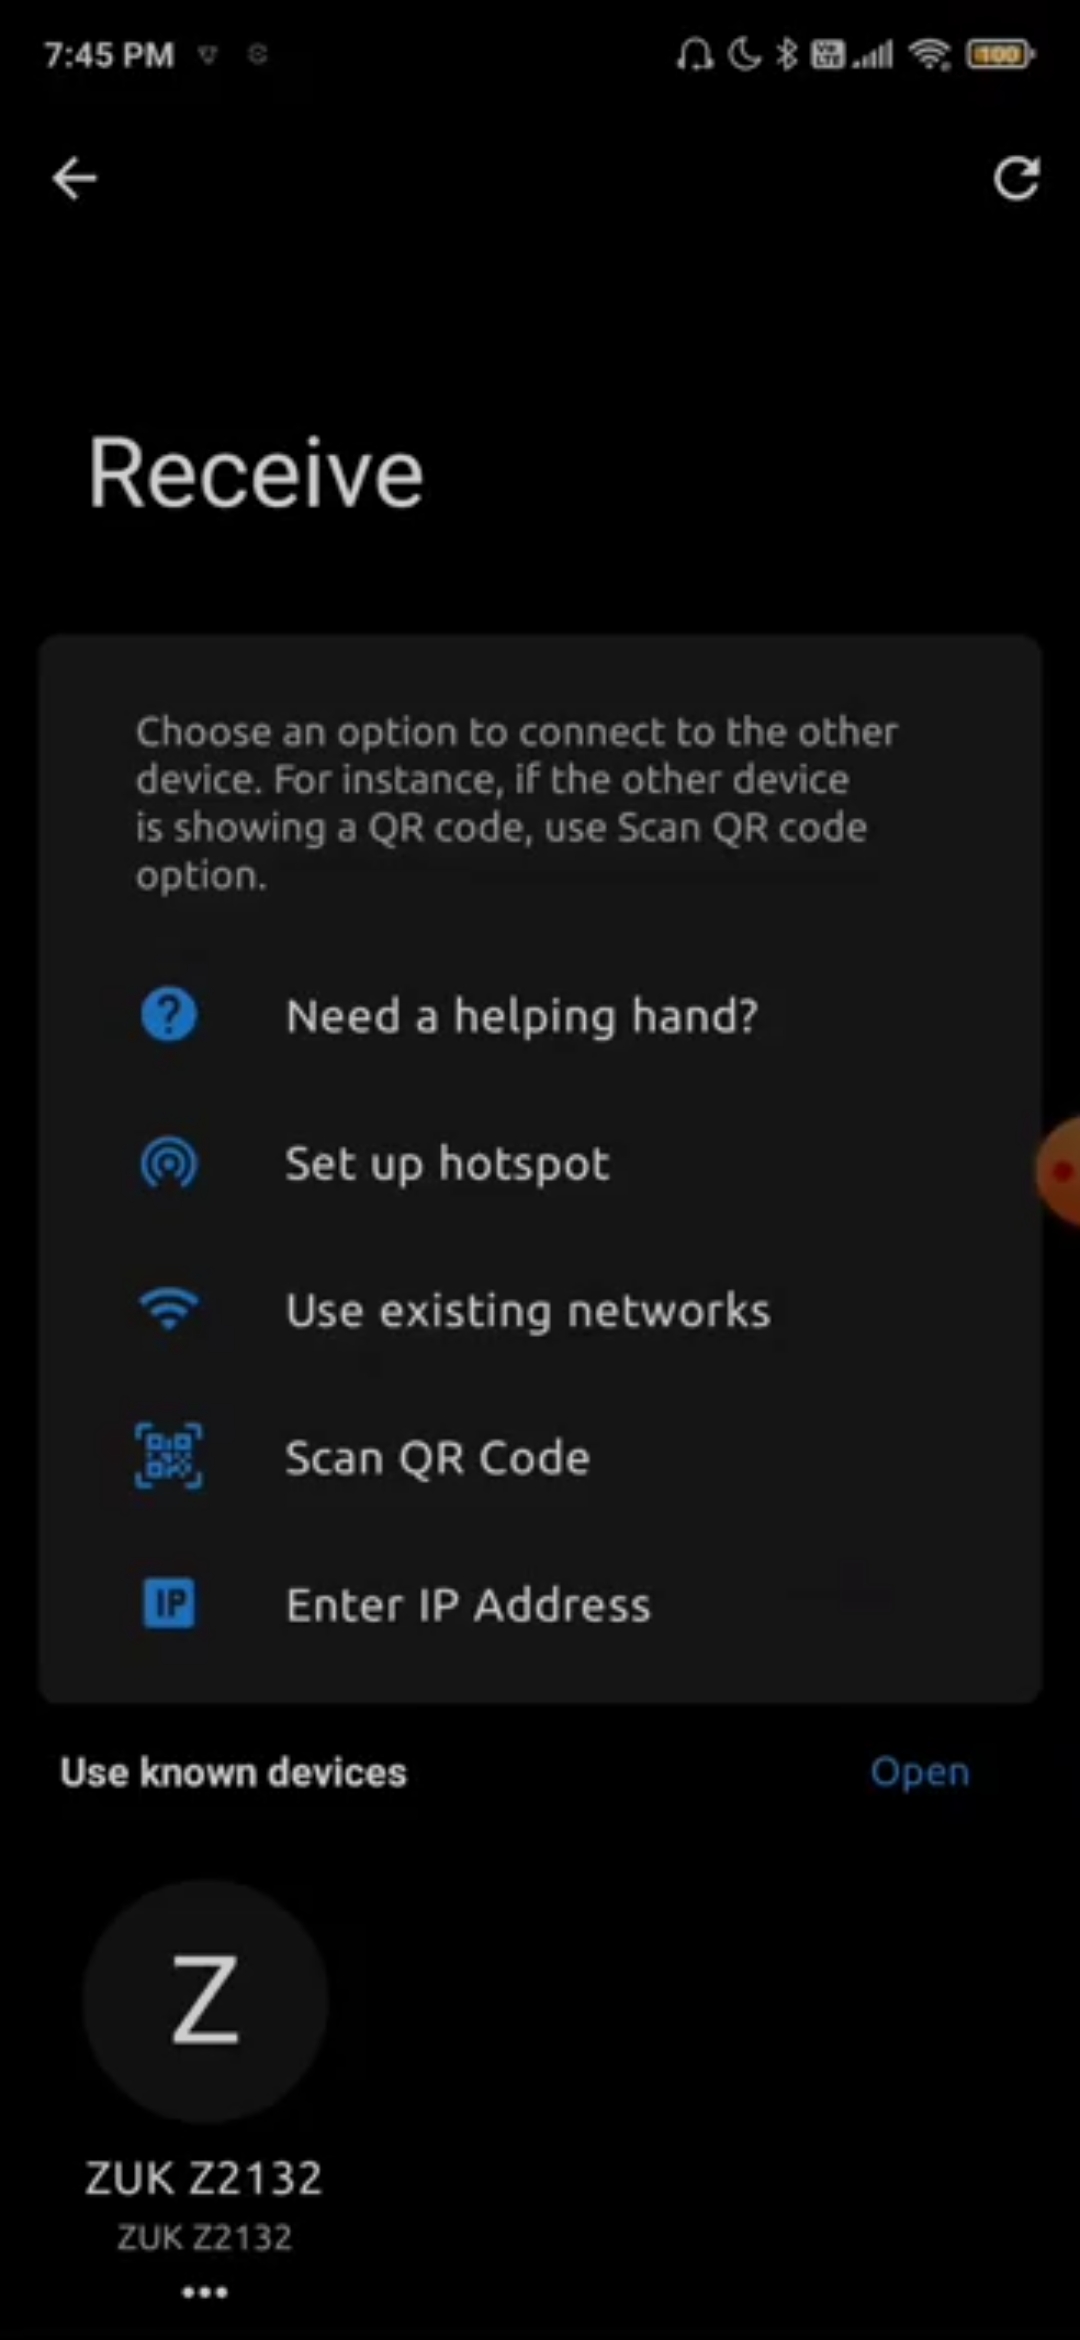 7:45 PM
100
Receive
Choose an option to connect to the other
device. For instance, if the other device
is showing a QR code, use Scan QR code
option.
Need a helping hand?
Set up hotspot
Use existing networks
Scan QR Code
IP
Enter IP Address
Use known devices
Open
Z
ZUK Z2132
ZUK Z2132